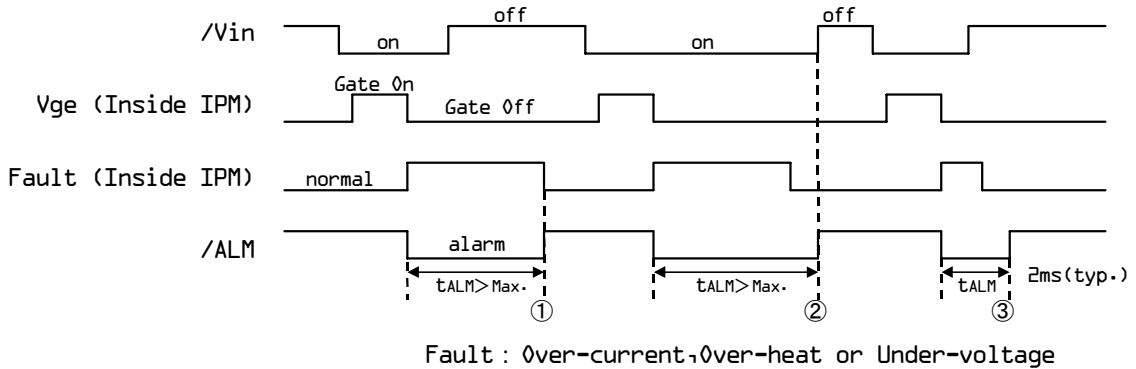 off off
/Vin
on on
Gate On
Vge (Inside IPM) Gate Off
Fault (Inside IPM) normal
/ALM alarm
tALM>Max. tALM>Max. tALM 2ms(typ.)
① ② ③
Fault : Over-current,Over-heat or Under-voltage